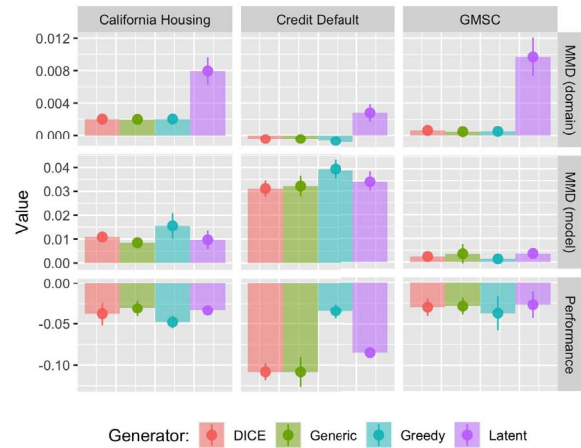 California Housing Credit Default GMSC
0.012
0.008
0.004
0.000
MMD (domain)
0.04
0.03
0.02
0.01
0.00
MMD (model)
Value
0.00
-0.05
-0.10
Performance
Generator: DICE Generic Greedy Latent